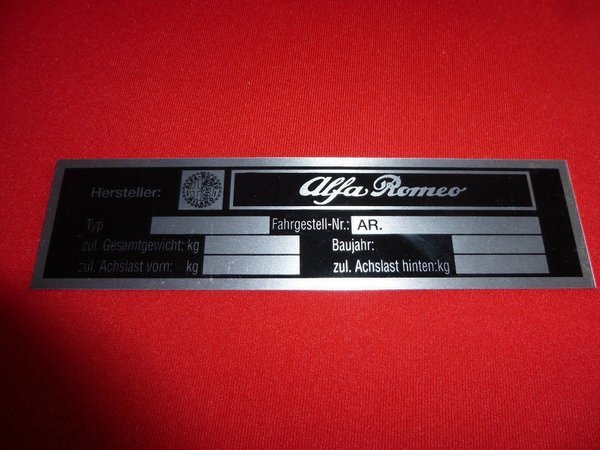 Hersteller: Alfa Romeo
Typ Fahrgestell-Nr.: AR.
zul. Gesamtgewicht: kg Baujahr:
zul. Achslast vorn: kg zul. Achslast hinten:kg